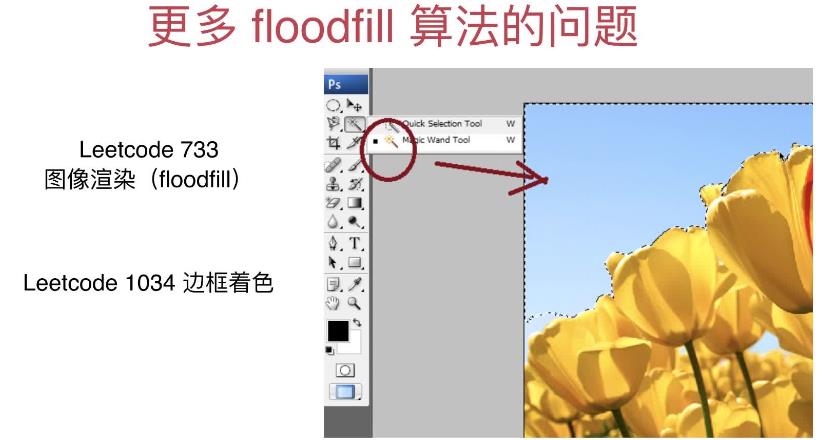 更多 floodfill 算法的问题
Leetcode 733
图像渲染（floodfill）
Leetcode 1034 边框着色
Ps
Quick Selection Tool W
Magic Wand Tool W
T